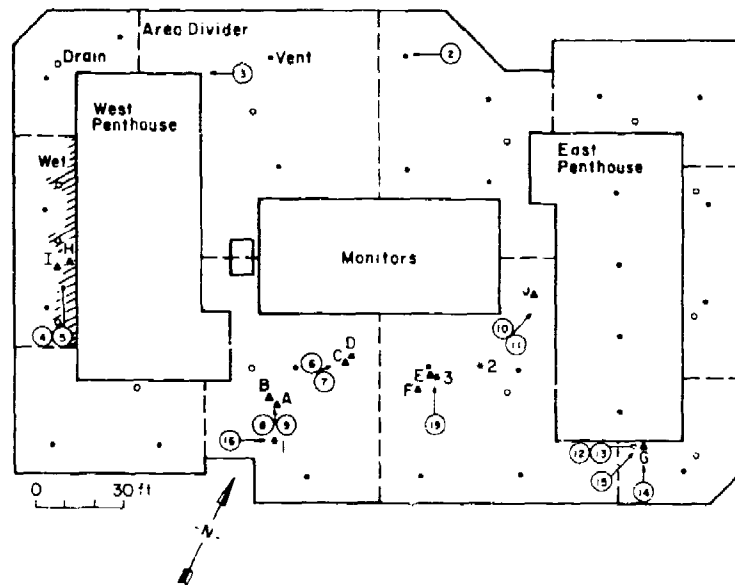 Area Divider
Drain
Vent
2
3
West
Penthouse
East
Penthouse
Wet
H
I
Monitors
J
4 5
10
11
6
7
D
C
E
3
F
2
B
A
8 9
16
1
19
12 13
G
15
14
0 30 ft
N